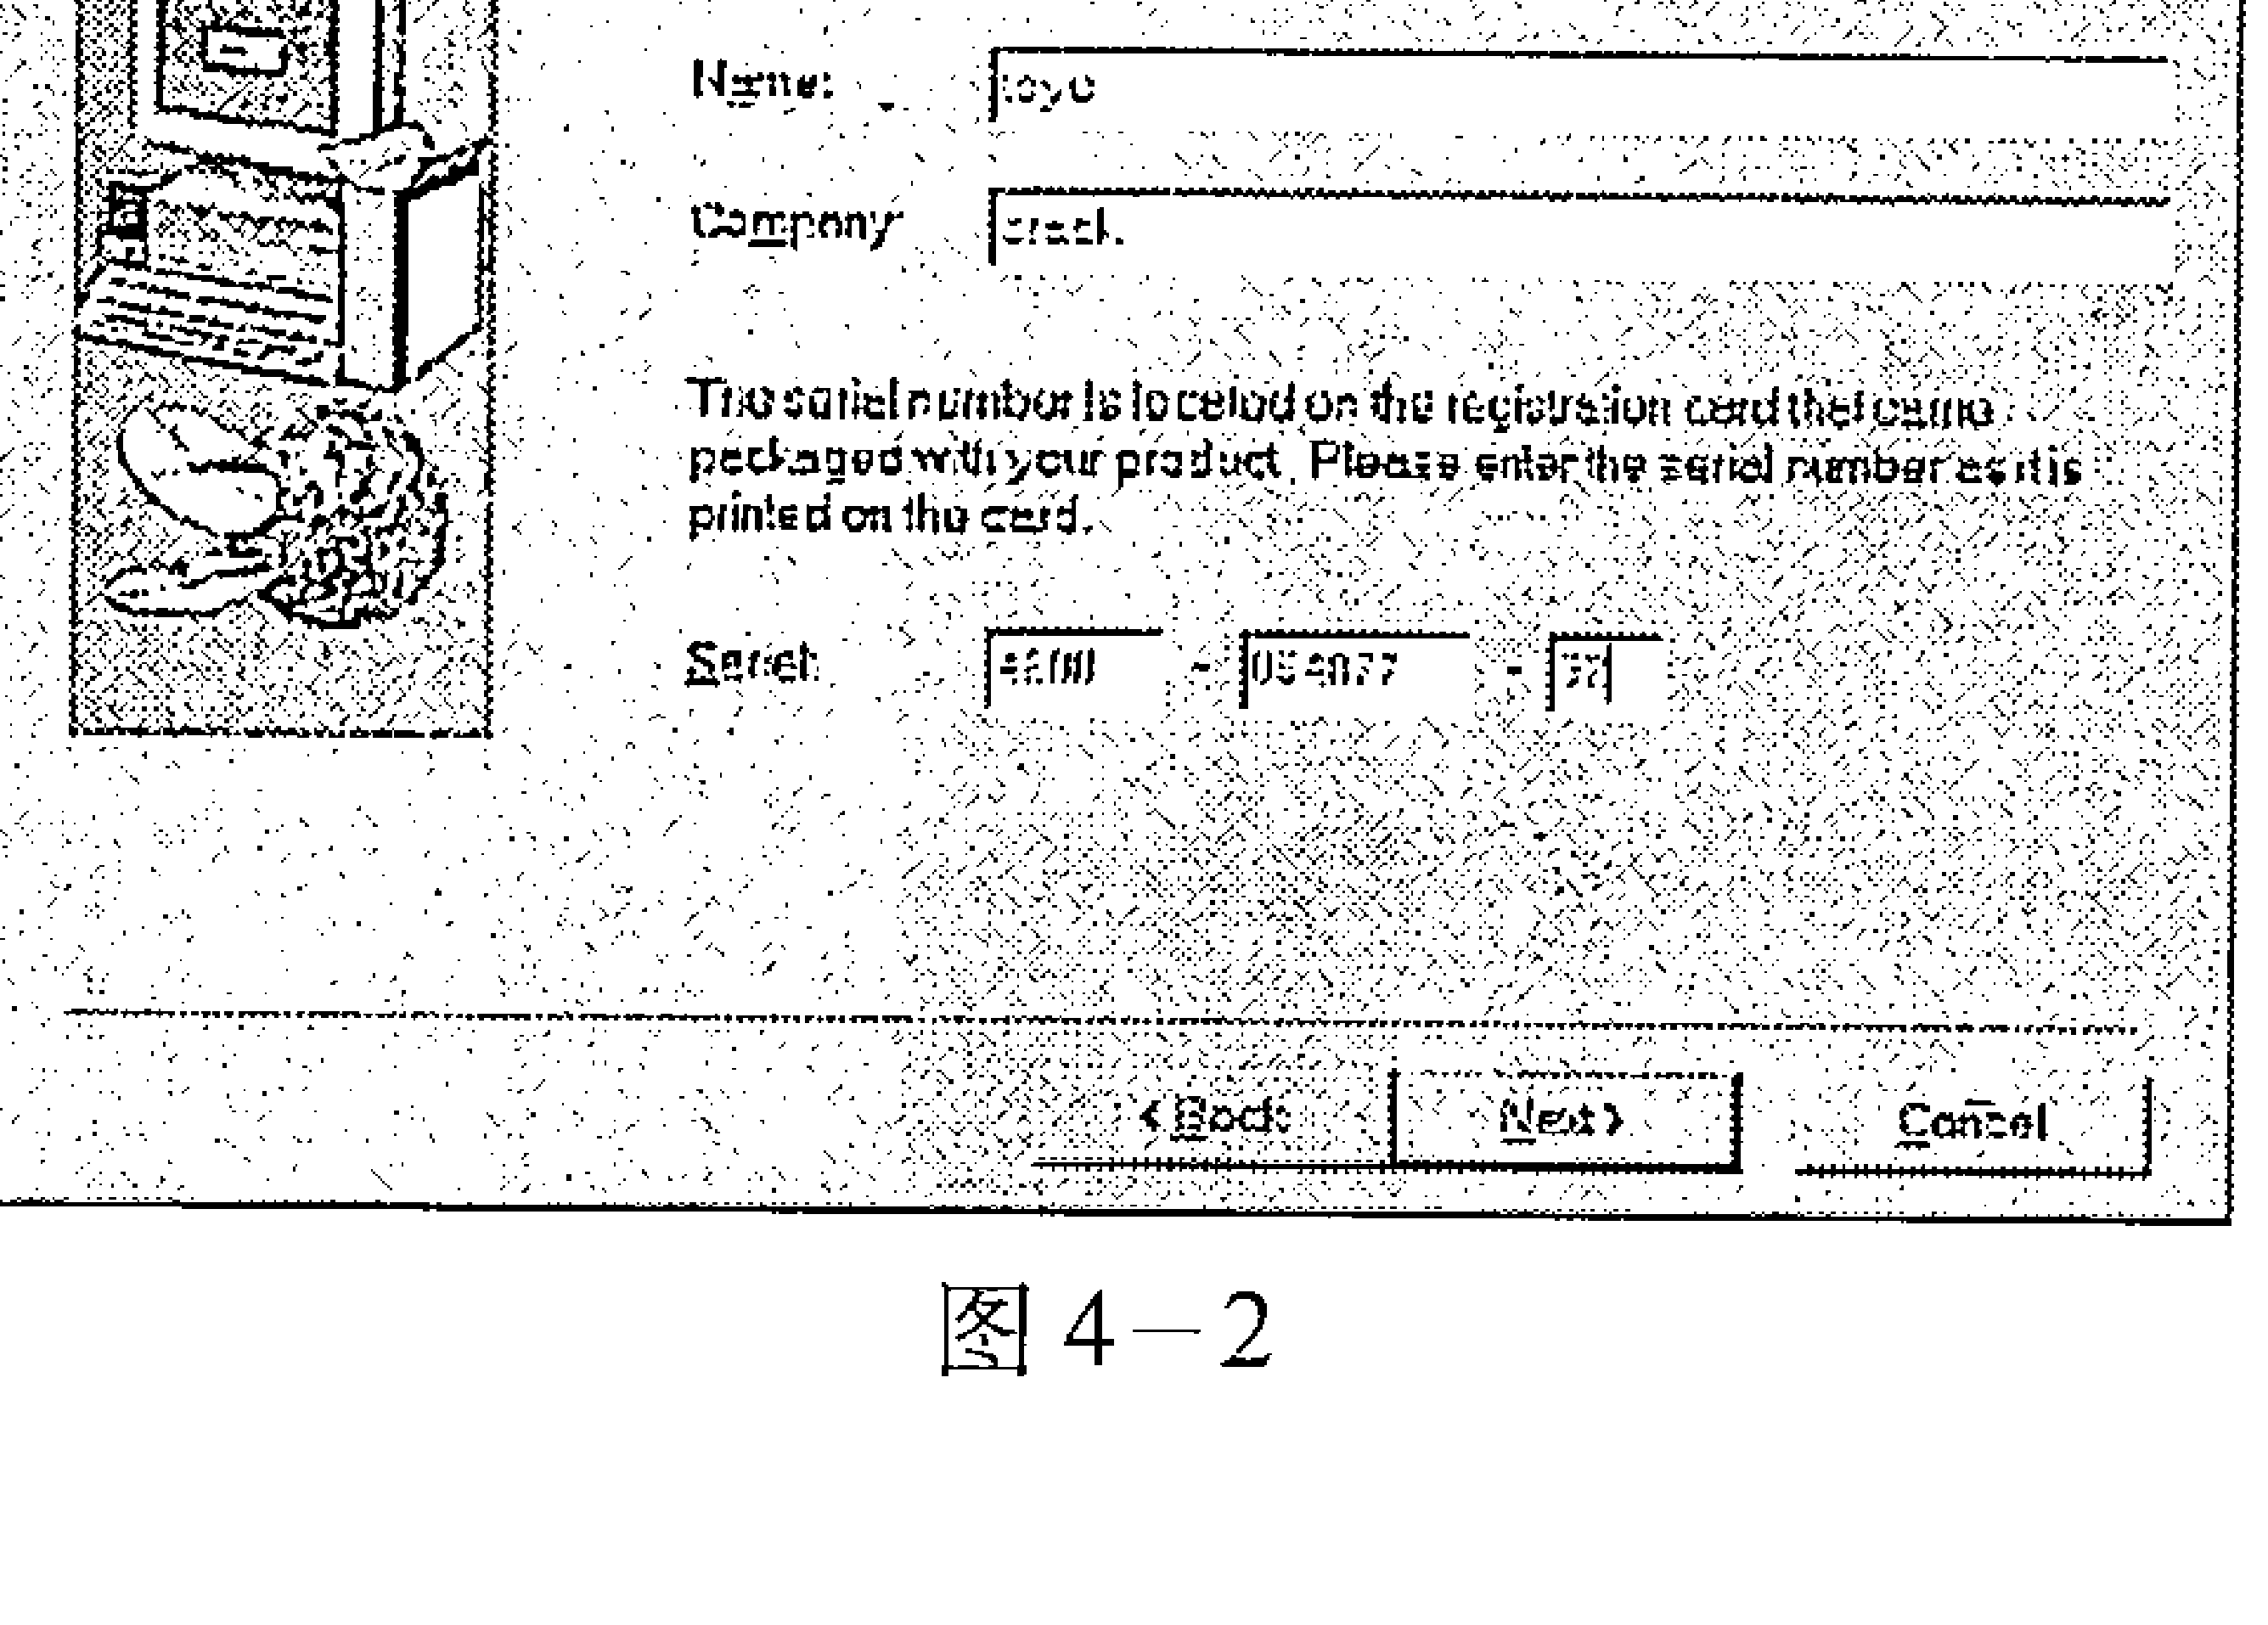 Name:
Company
crack
The serial number is located on the registration card that came
packaged with your product. Please enter the serial number as it is
printed on the card.
Serial:
< Back
Next >
Cancel
图 4－2